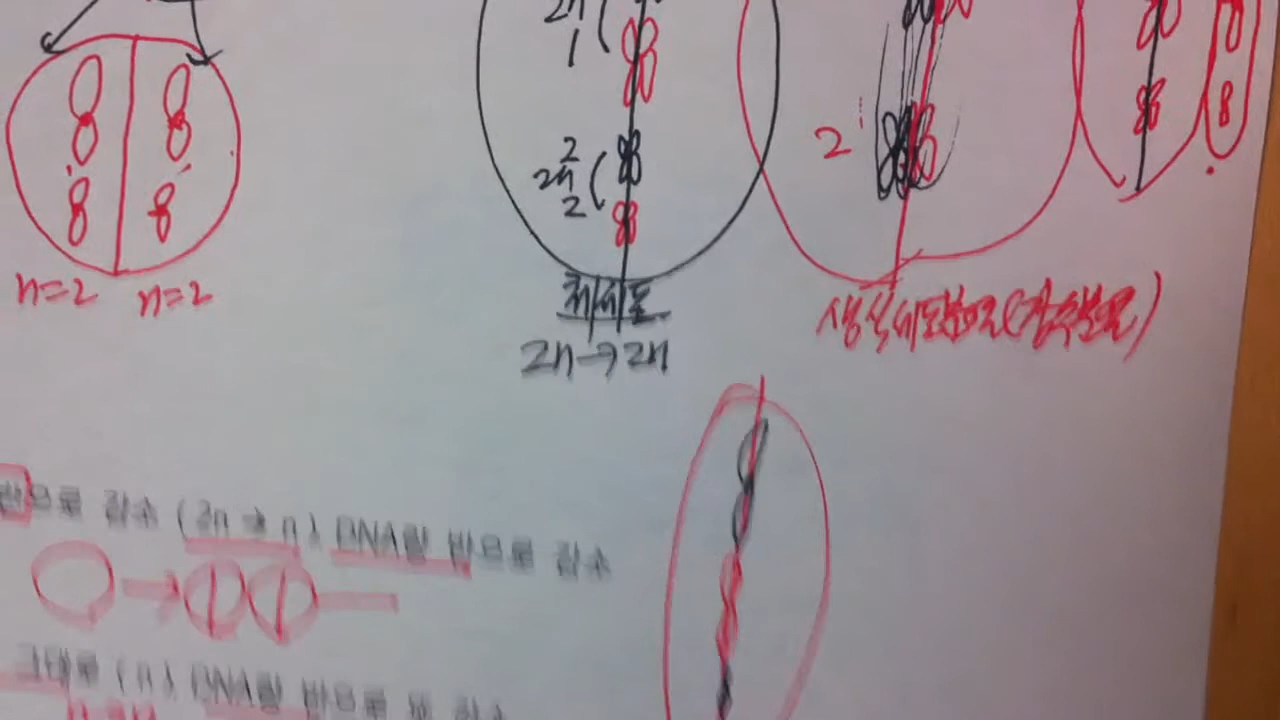 2n
1
2
2
2n
2
n=2 n=2
체세포
2n→2n
생식세포분열(감수분열)
반으로 감소 (2n → n) DNA량 반으로 감소
그대로 (n) DNA량 반으로 또 감소